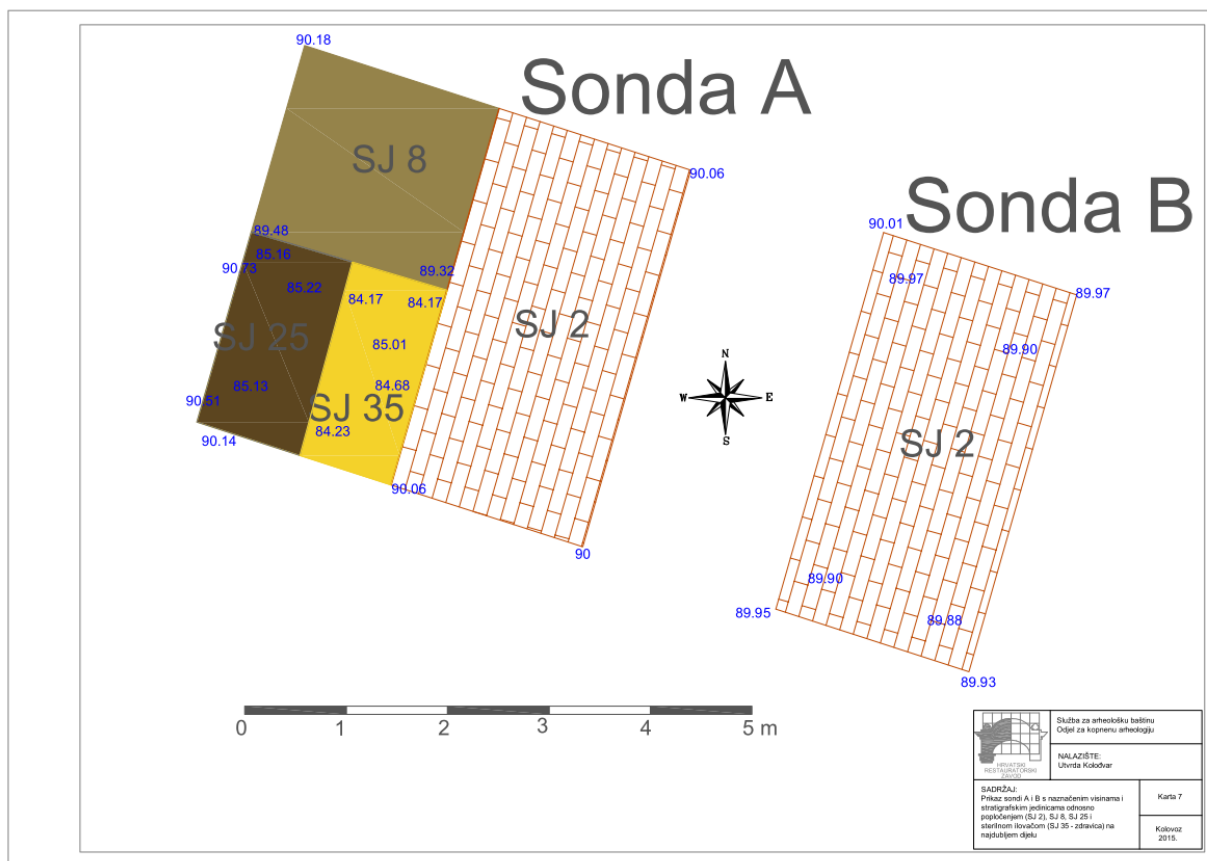 90.18
Sonda A
SJ 8
90.06
Sonda B
90.01
89.48
85.16
90.73
89.32
85.22
84.17
84.17
89.97
89.97
SJ 25
SJ 2
85.01
89.90
85.13
84.68
90.51
SJ 35
90.14
84.23
N
W
E
S
SJ 2
90.06
90
89.90
89.95
89.88
89.93
0
1
2
3
4
5 m
HRVATSKI
RESTAURATORSKI
ZAVOD
Služba za arheološku baštinu
Odjel za kopnenu arheologiju
NALAZIŠTE:
Utvrda Kolođvar
SADRŽAJ:
Prikaz sondi A i B s naznačenim visinama i
stratigrafskim jedinicama odnosno
popločenjem (SJ 2), SJ 8, SJ 25 i
sterilnom ilovačom (SJ 35 - zdravica) na
najdubljem djelu
Karta 7
Kolovoz
2015.